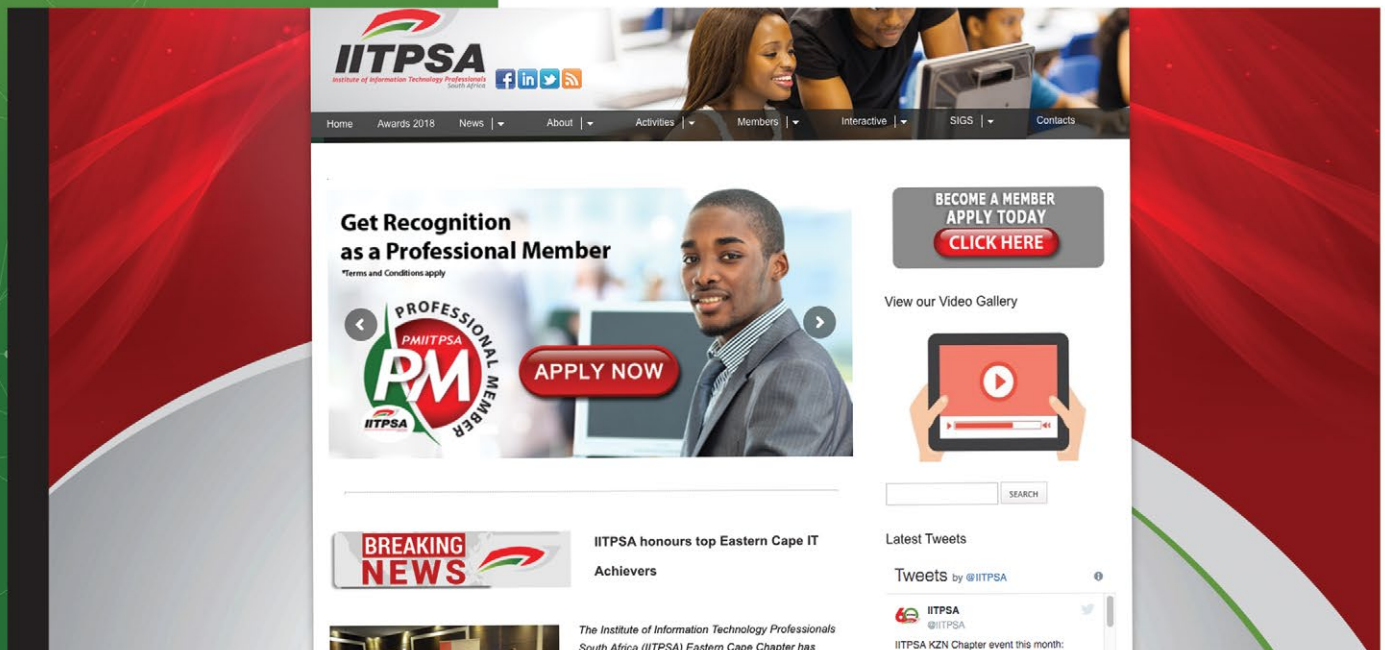 IITPSA
Institute of Information Technology Professionals
South Africa
Home Awards 2018 News About Activities Members Interactive SIGS Contacts
Get Recognition
as a Professional Member
*Terms and Conditions apply
PROFESSIONAL MEMBER
PMIITPSA
PM
IITPSA
APPLY NOW
BECOME A MEMBER
APPLY TODAY
CLICK HERE
View our Video Gallery
SEARCH
BREAKING
NEWS
IITPSA honours top Eastern Cape IT
Achievers
The Institute of Information Technology Professionals
South Africa (IITPSA) Eastern Cape Chapter has
Latest Tweets
Tweets by @IITPSA
60
IITPSA
@IITPSA
IITPSA KZN Chapter event this month: